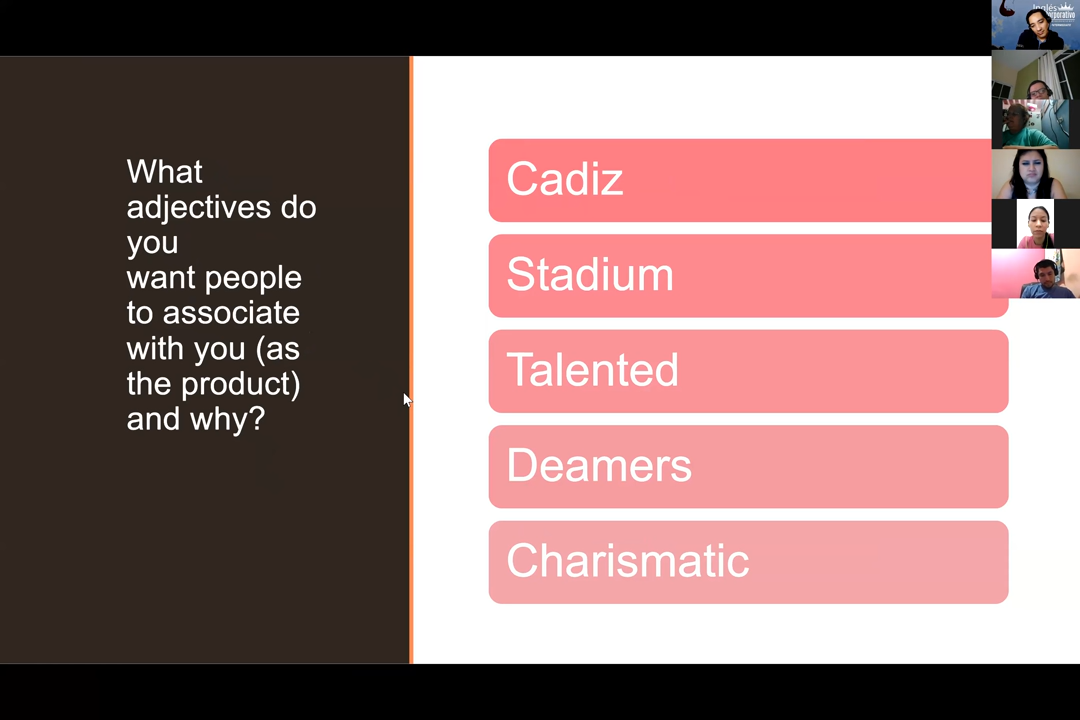 What
adjectives do
you
want people
to associate
with you (as
the product)
and why?
Cadiz
Stadium
Talented
Deamers
Charismatic
Inglés